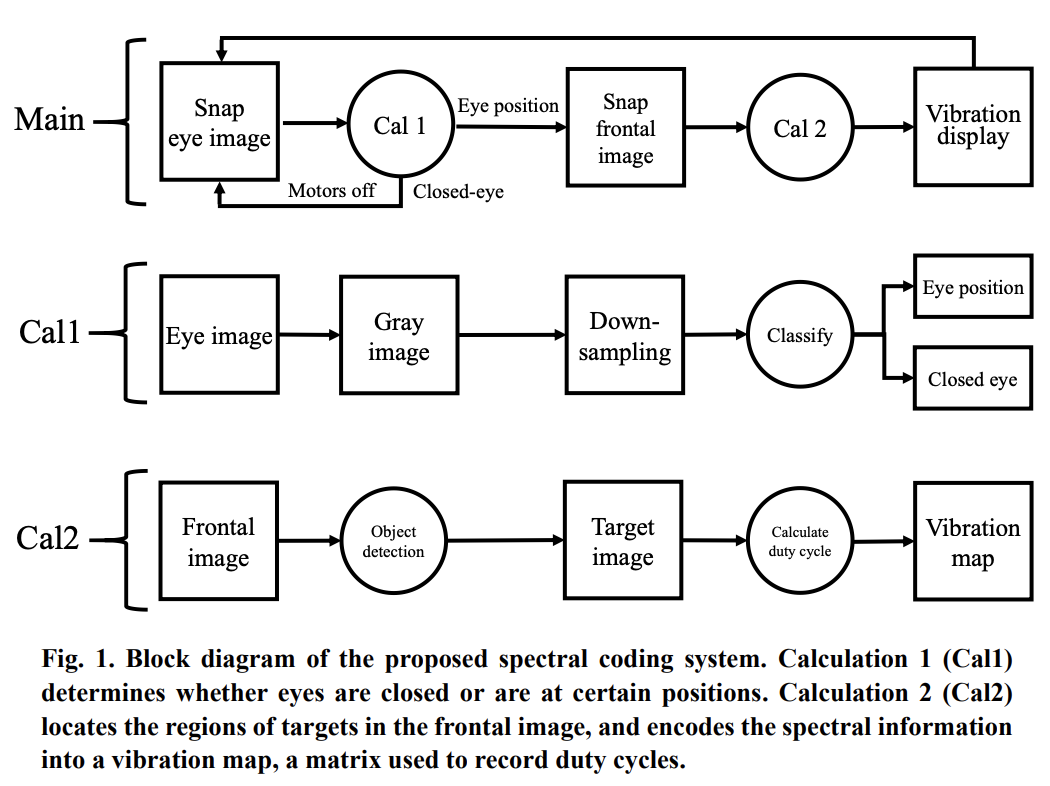 Main
Snap
eye image
Cal 1
Eye position
Snap
frontal
image
Cal 2
Vibration
display
Motors off
Closed-eye
Cal1
Eye image
Gray
image
Down-
sampling
Classify
Eye position
Closed eye
Cal2
Frontal
image
Object
detection
Target
image
Calculate
duty cycle
Vibration
map
Fig. 1. Block diagram of the proposed spectral coding system. Calculation 1 (Cal1)
determines whether eyes are closed or are at certain positions. Calculation 2 (Cal2)
locates the regions of targets in the frontal image, and encodes the spectral information
into a vibration map, a matrix used to record duty cycles.